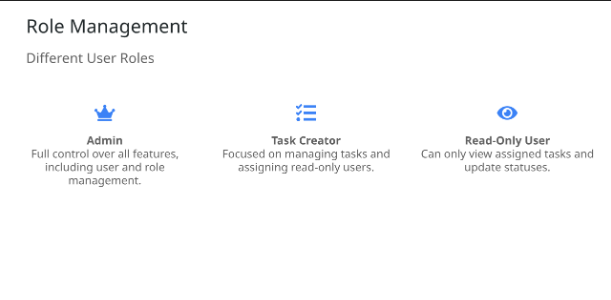 Role Management
Different User Roles
Admin
Full control over all features,
including user and role
management.
Task Creator
Focused on managing tasks and
assigning read-only users.
Read-Only User
Can only view assigned tasks and
update statuses.